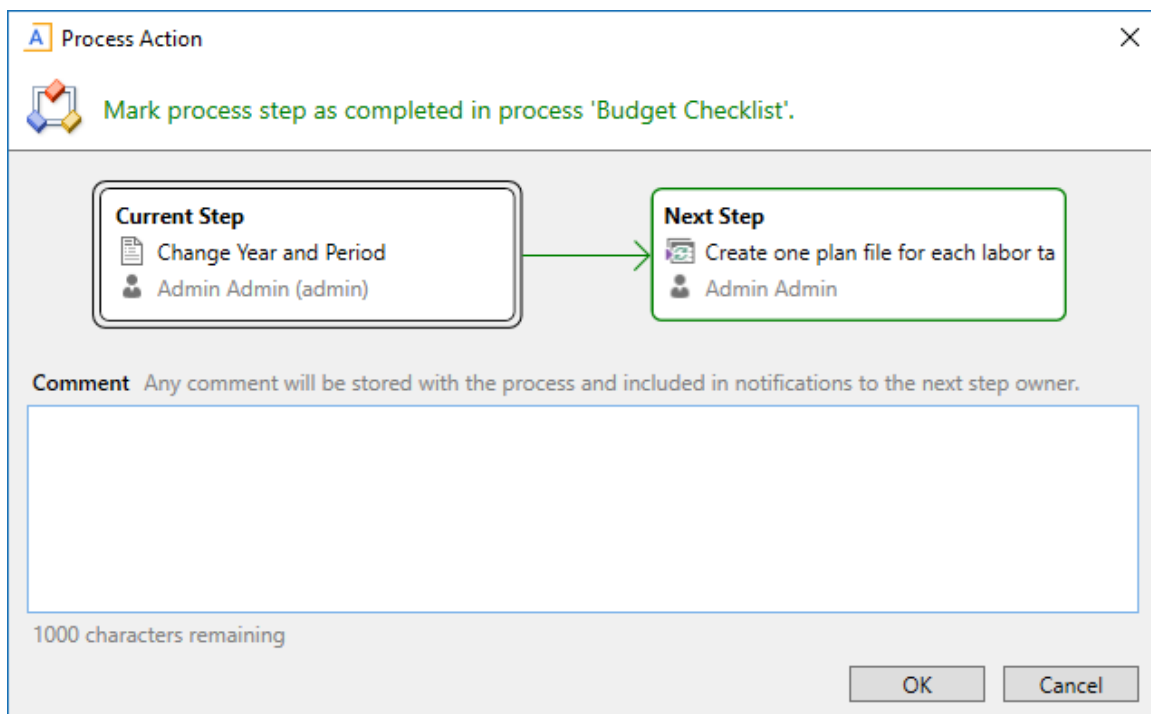 A Process Action
Mark process step as completed in process 'Budget Checklist'.
Current Step
Change Year and Period
Admin Admin (admin)
Next Step
Create one plan file for each labor ta
Admin Admin
Comment Any comment will be stored with the process and included in notifications to the next step owner.
1000 characters remaining
OK Cancel